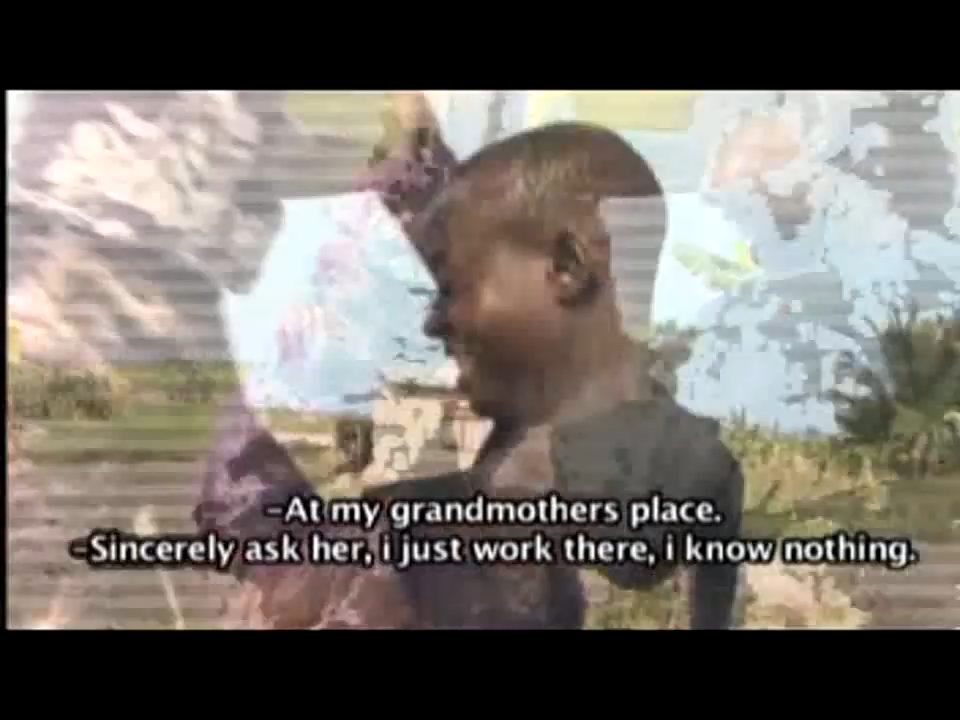 -At my grandmothers place.
-Sincerely ask her, i just work there, i know nothing.